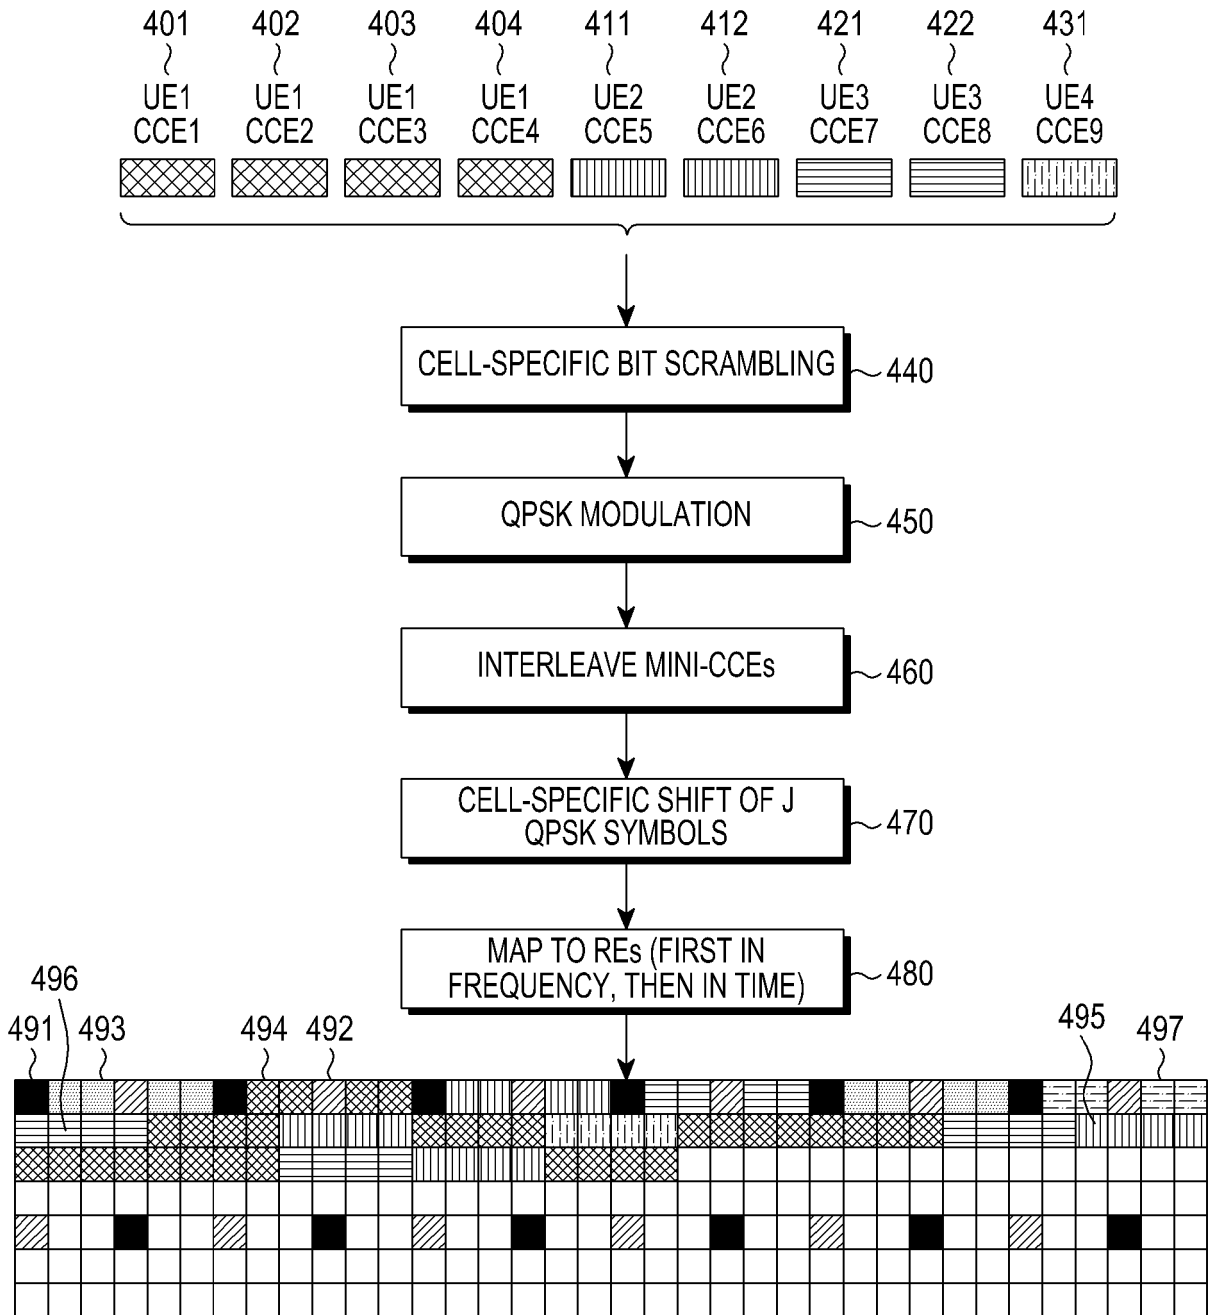 401 402 403 404 411 412 421 422 431
UE1 UE1 UE1 UE1 UE2 UE2 UE3 UE3 UE4
CCE1 CCE2 CCE3 CCE4 CCE5 CCE6 CCE7 CCE8 CCE9
CELL-SPECIFIC BIT SCRAMBLING
440
QPSK MODULATION
450
INTERLEAVE MINI-CCEs
460
CELL-SPECIFIC SHIFT OF J
QPSK SYMBOLS
470
MAP TO REs (FIRST IN
FREQUENCY, THEN IN TIME)
480
496
491 493 494 492 495 497